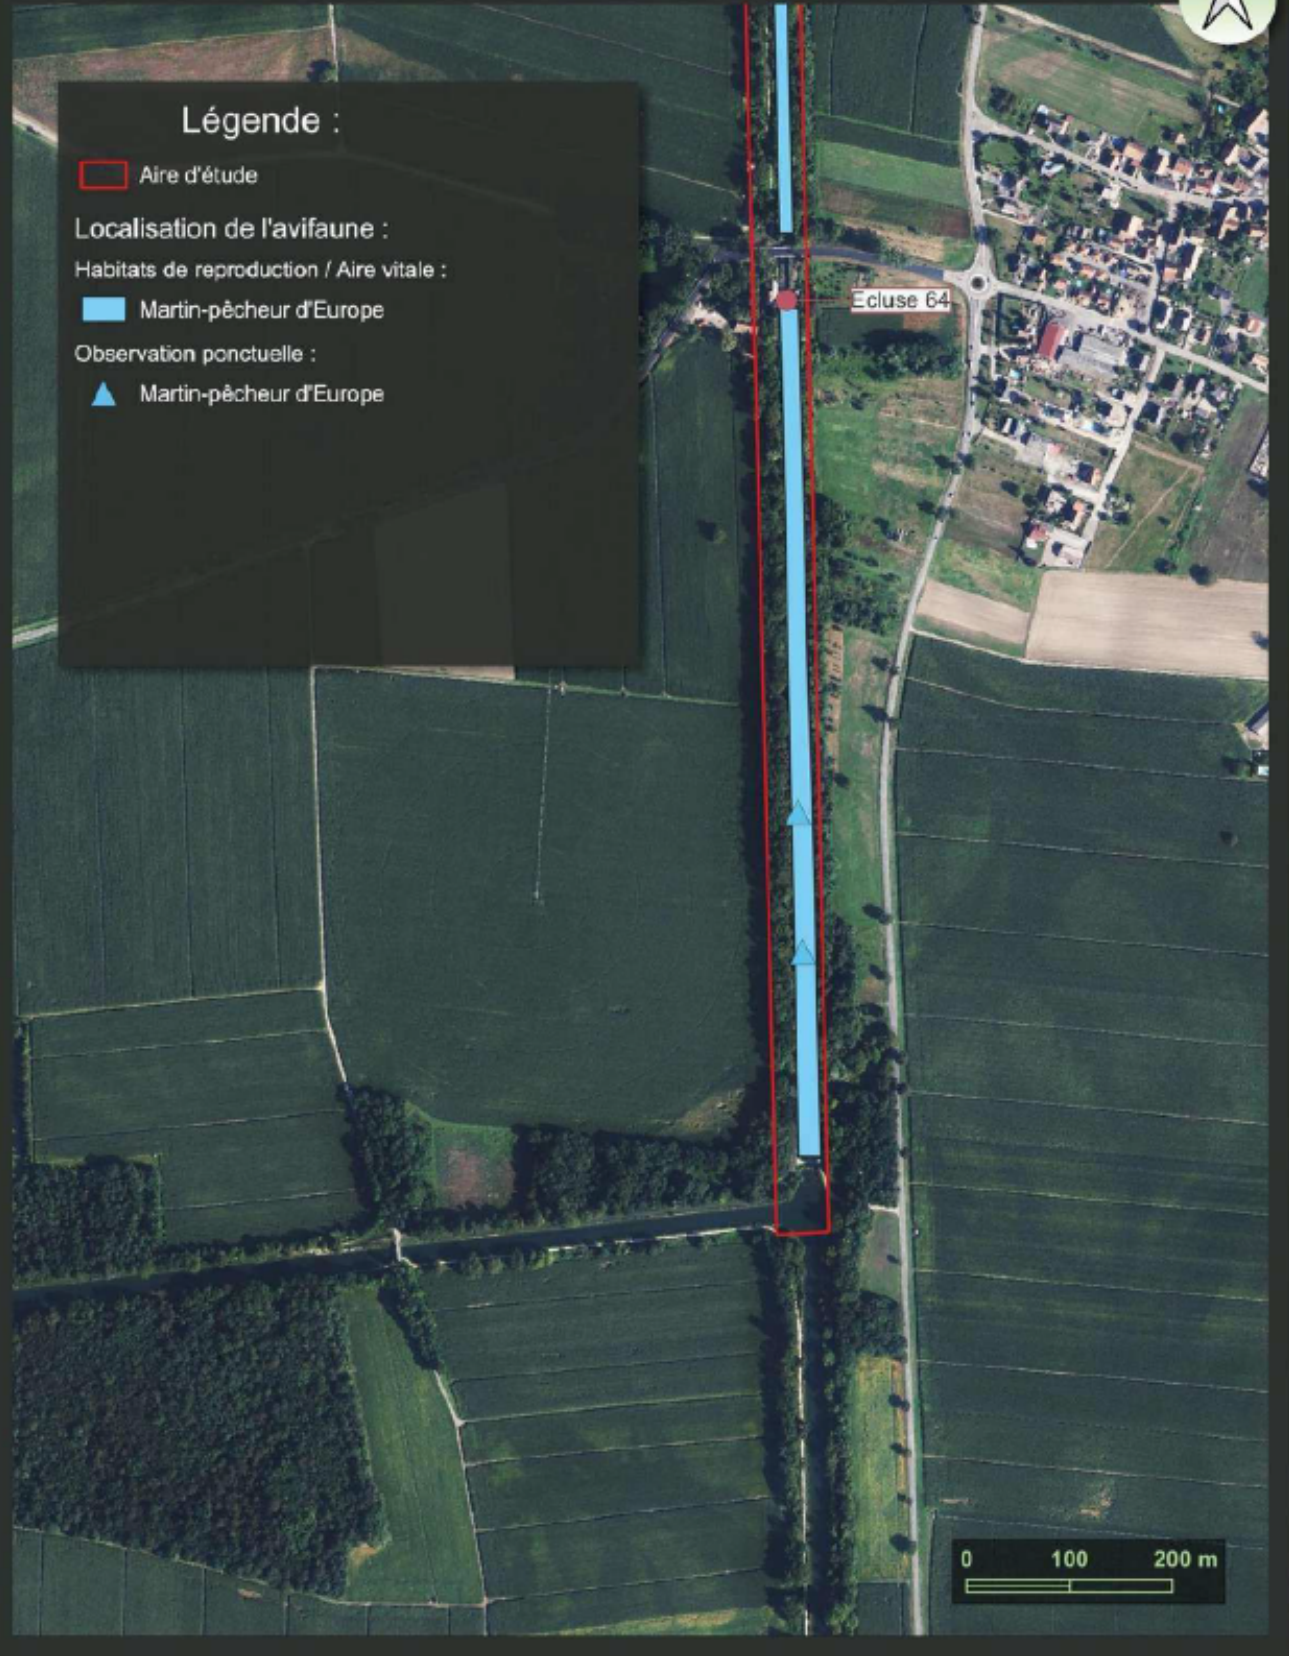 Légende :
Aire d'étude
Localisation de l'avifaune :
Habitats de reproduction / Aire vitale :
Martin-pêcheur d'Europe
Observation ponctuelle :
Martin-pêcheur d'Europe
Ecluse 64
0 100 200 m